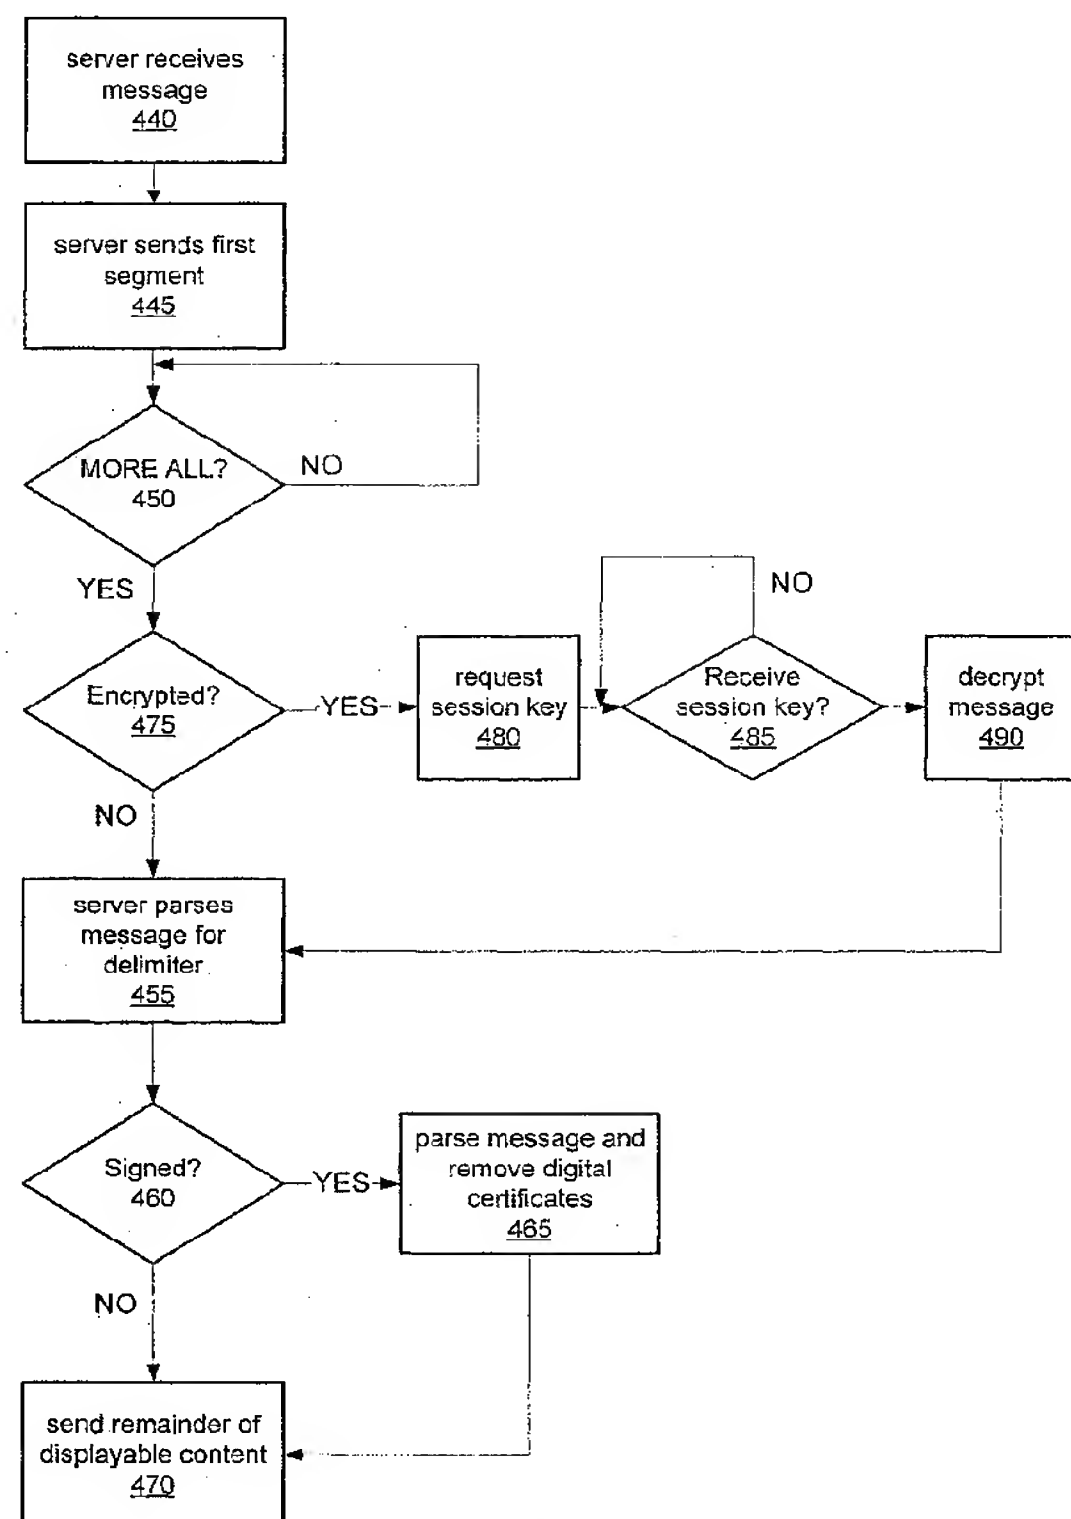 server receives
message
440
server sends first
segment
445
MORE ALL?
450
NO
YES
Encrypted?
475
YES
request
session key
480
NO
Receive
session key?
485
decrypt
message
490
NO
server parses
message for
delimiter
455
Signed?
460
YES
parse message and
remove digital
certificates
465
NO
send remainder of
displayable content
470